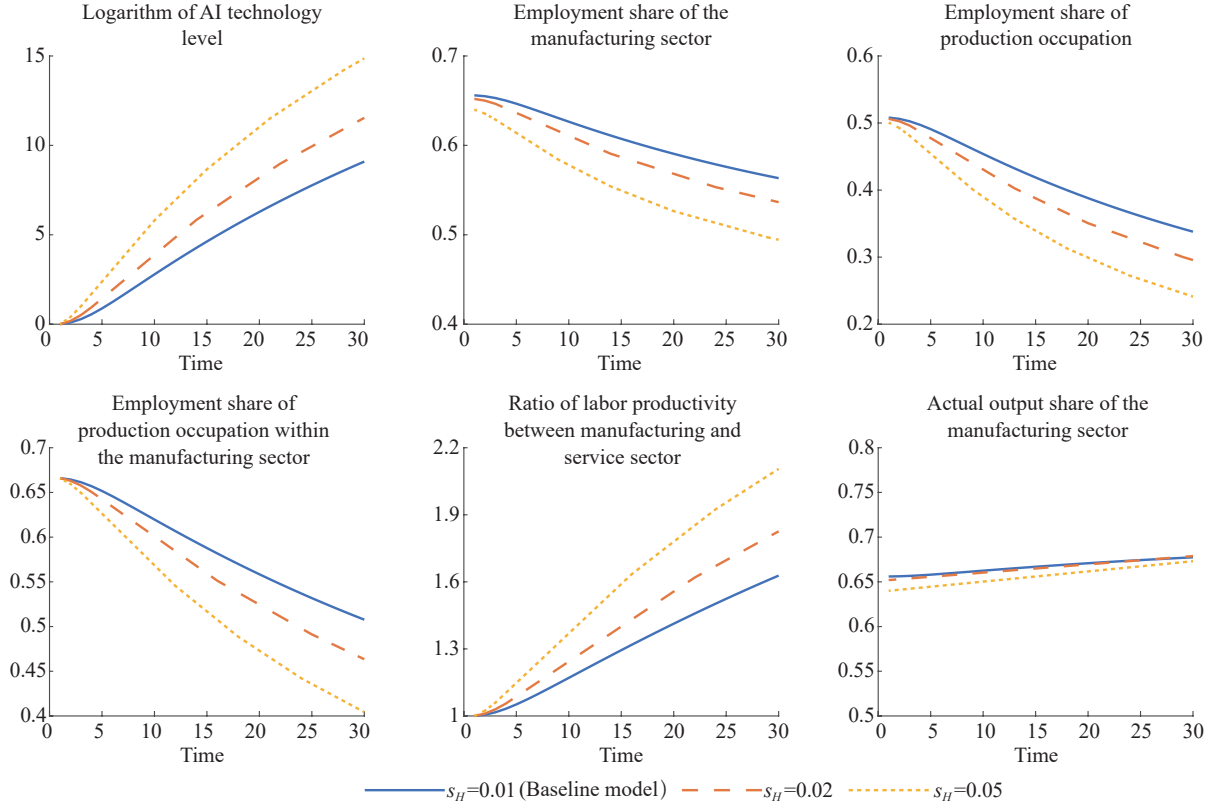 Logarithm of AI technology
level
15
10
5
0
0 5 10 15 20 25 30
Time
Employment share of the
manufacturing sector
0.7
0.6
0.5
0.4
0 5 10 15 20 25 30
Time
Employment share of
production occupation
0.6
0.5
0.4
0.3
0.2
0 5 10 15 20 25 30
Time
Employment share of
production occupation within
the manufacturing sector
0.7
0.65
0.6
0.55
0.5
0.45
0.4
0 5 10 15 20 25 30
Time
Ratio of labor productivity
between manufacturing and
service sector
2.2
1.9
1.6
1.3
1
0 5 10 15 20 25 30
Time
Actual output share of the
manufacturing sector
0.8
0.75
0.7
0.65
0.6
0.55
0.5
0 5 10 15 20 25 30
Time
s_H=0.01 (Baseline model) s_H=0.02 s_H=0.05